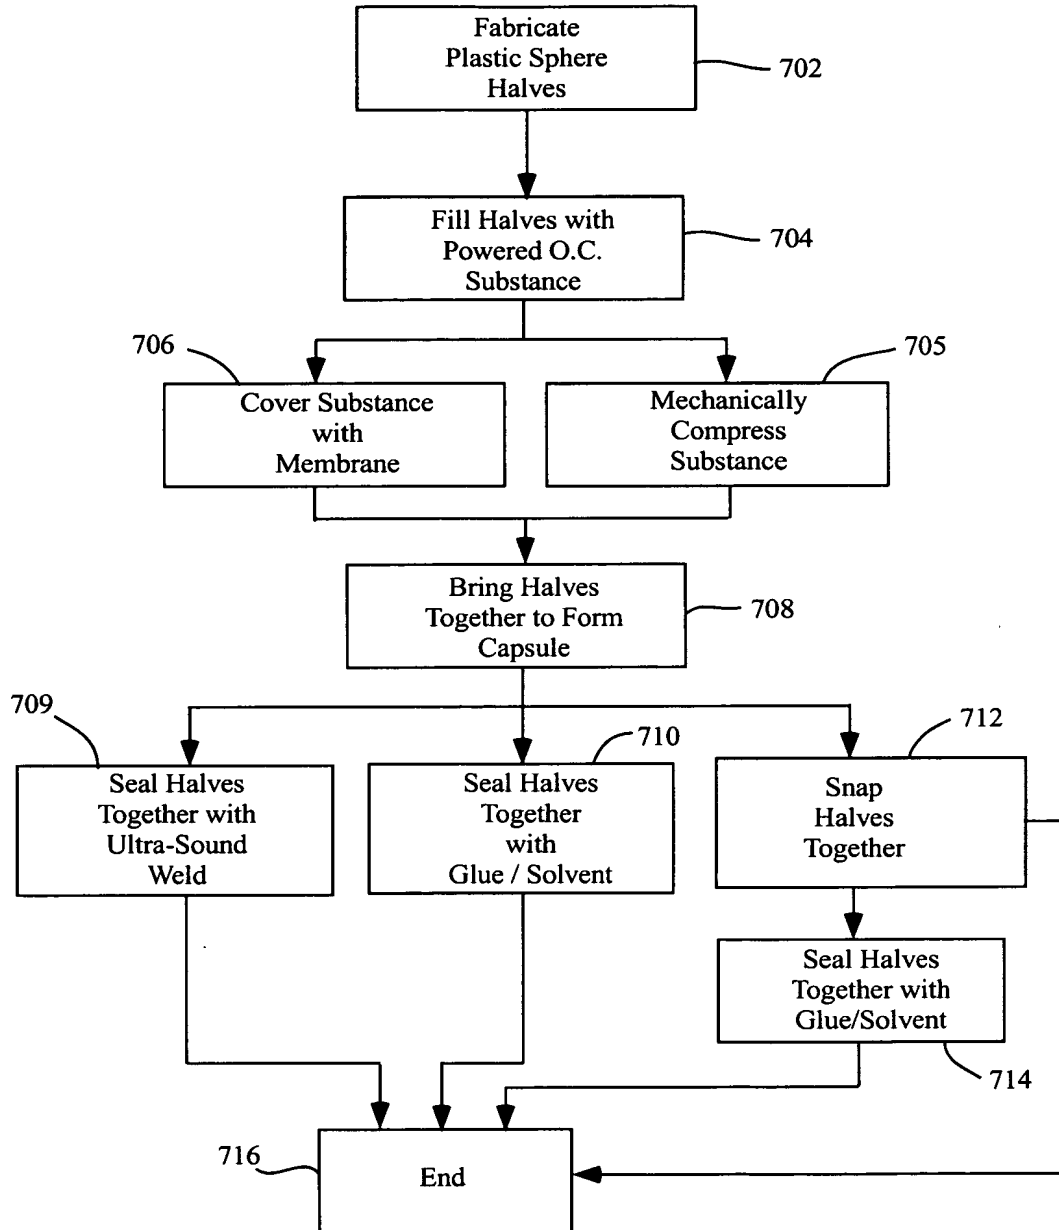 Fabricate
Plastic Sphere
Halves
702
Fill Halves with
Powered O.C.
Substance
704
706
705
Cover Substance
with
Membrane
Mechanically
Compress
Substance
Bring Halves
Together to Form
Capsule
708
709
710
712
Seal Halves
Together with
Ultra-Sound
Weld
Seal Halves
Together
with
Glue / Solvent
Snap
Halves
Together
Seal Halves
Together with
Glue/Solvent
714
716
End